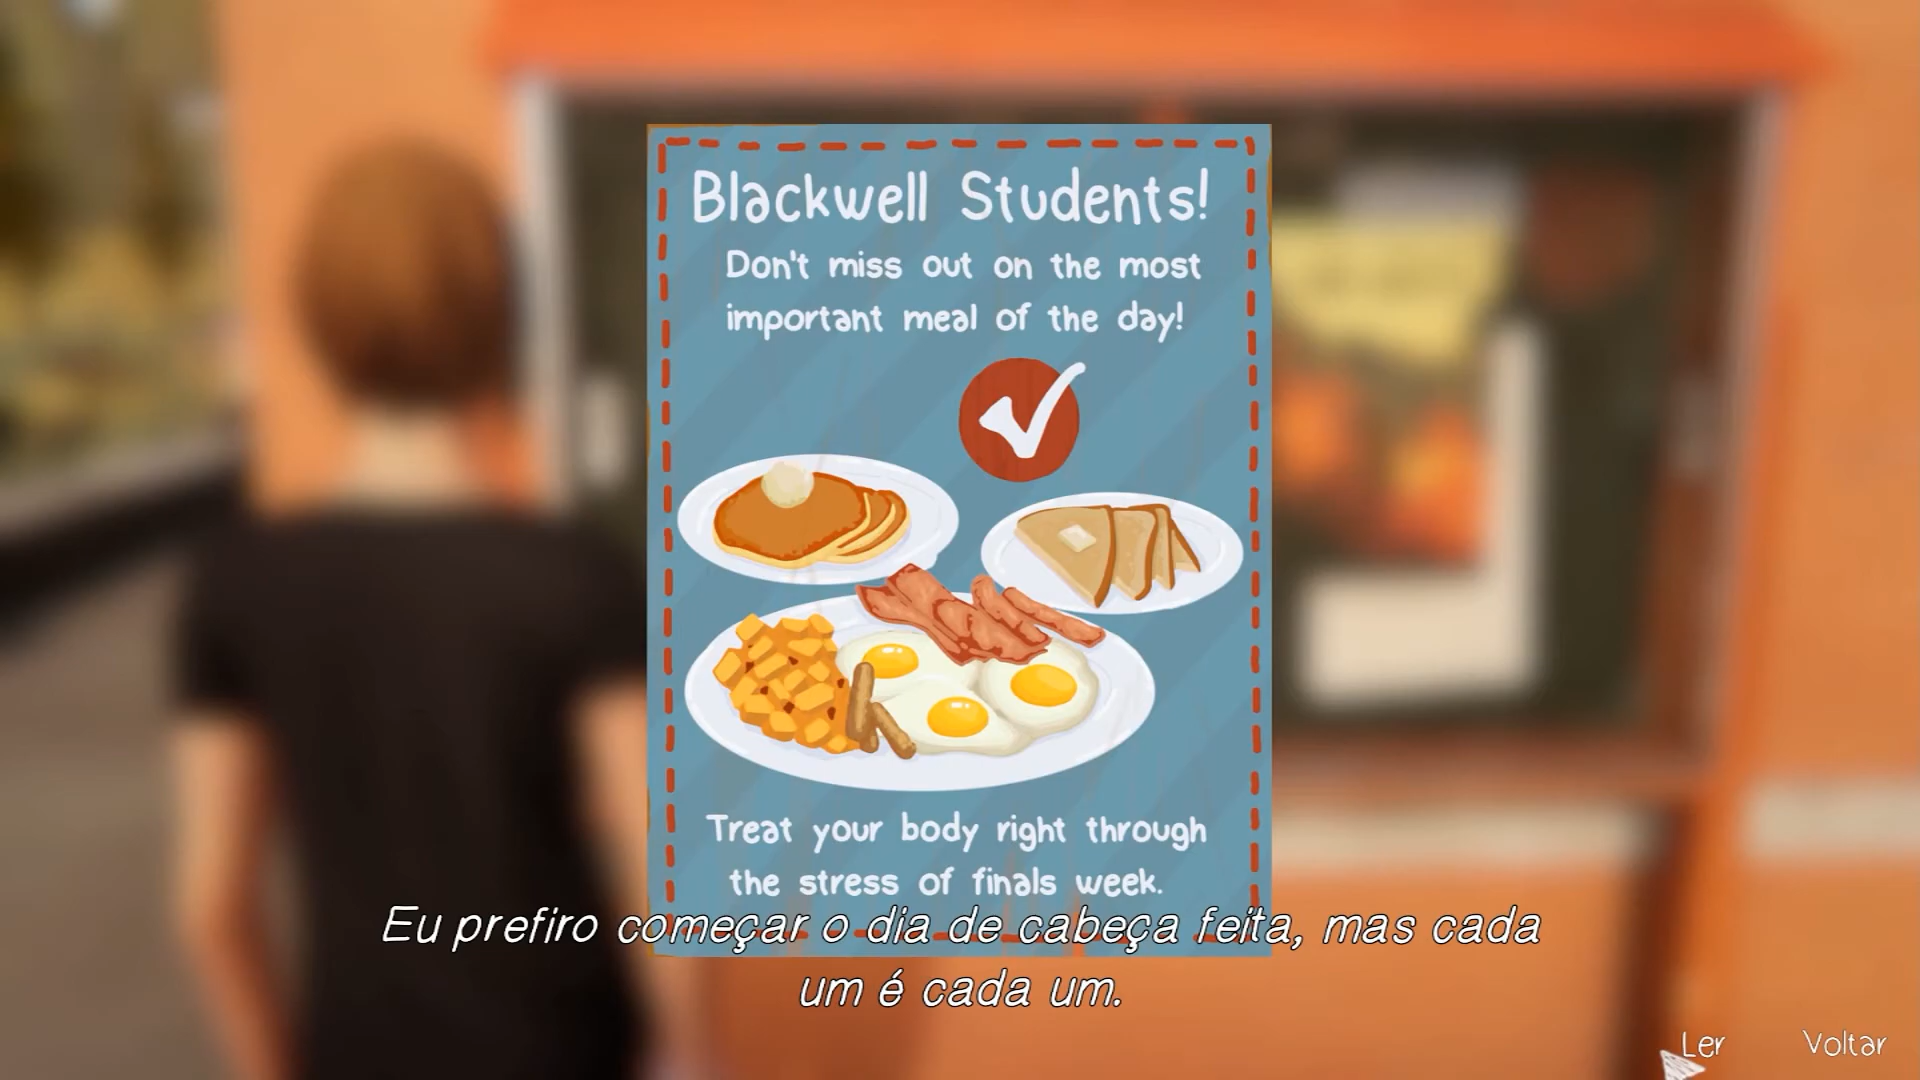 Blackwell Students!
Don't miss out on the most
important meal of the day!
Treat your body right through
the stress of finals week.
Eu prefiro começar o dia de cabeça feita, mas cada
um é cada um.
Ler
Voltar